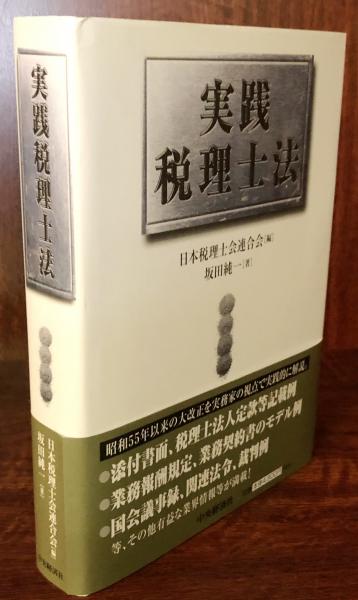 実践税理士法
日本税理士会連合会[編]
坂田純一[著]
中央経済社
実践
税理士法
日本税理士会連合会[編]
坂田純一[著]
昭和55年以来の大改正を実務家の視点で実践的に解説。
●添付書面、税理士法人定款等記載例
●業務報酬規定、業務契約書のモデル例
●国会議事録、関連法令、裁判例
等、その他有益な業界情報等が満載！
中央経済社